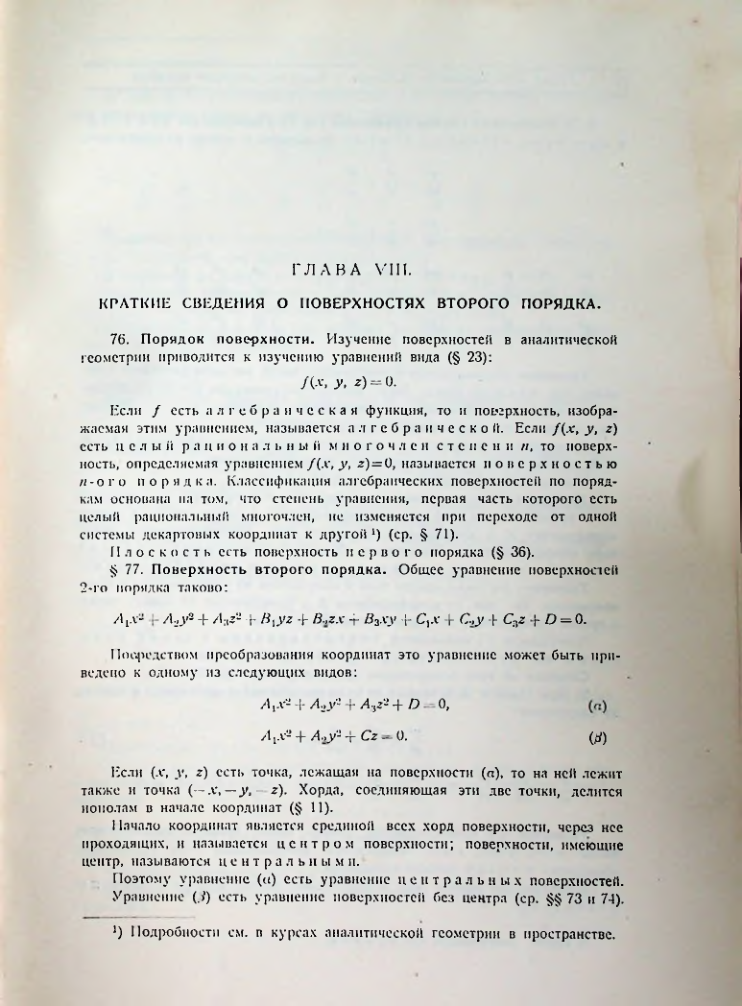 ГЛАВА VIII.
КРАТКИЕ СВЕДЕНИЯ О ПОВЕРХНОСТЯХ ВТОРОГО ПОРЯДКА.
76. Порядок поверхности. Изучение поверхностей в аналитической
геометрии приводится к изучению уравнений вида (§ 23):
f(x, y, z) = 0.
Если f есть алгебраическая функция, то и поверхность, изобра-
жаемая этим уравнением, называется алгебраической. Если f(x, y, z)
есть целый рациональный многочлен степени n, то поверх-
ность, определяемая уравнением f(x, y, z)=0, называется поверхностью
n-ого порядка. Классификация алгебраических поверхностей по поряд-
кам основана на том, что степень уравнения, первая часть которого есть
целый рациональный многочлен, не изменяется при переходе от одной
системы декартовых координат к другой ¹) (ср. § 71).
Плоскость есть поверхность первого порядка (§ 36).
§ 77. Поверхность второго порядка. Общее уравнение поверхностей
2-го порядка таково:
A₁x² + A₂y² + A₃z² + B₁yz + B₂zx + B₃xy + C₁x + C₂y + C₃z + D = 0.
Посредством преобразования координат это уравнение может быть при-
ведено к одному из следующих видов:
A₁x² + A₂y² + A₃z² + D = 0, (α)
A₁x² + A₂y² + Cz = 0. (β)
Если (x, y, z) есть точка, лежащая на поверхности (α), то на ней лежит
также и точка (— x, — y, — z). Хорда, соединяющая эти две точки, делится
пополам в начале координат (§ 11).
Начало координат является срединой всех хорд поверхности, через нее
проходящих, и называется центром поверхности; поверхности, имеющие
центр, называются центральными.
Поэтому уравнение (α) есть уравнение центральных поверхностей.
Уравнение (β) есть уравнение поверхностей без центра (ср. §§ 73 и 74).
¹) Подробности см. в курсах аналитической геометрии в пространстве.